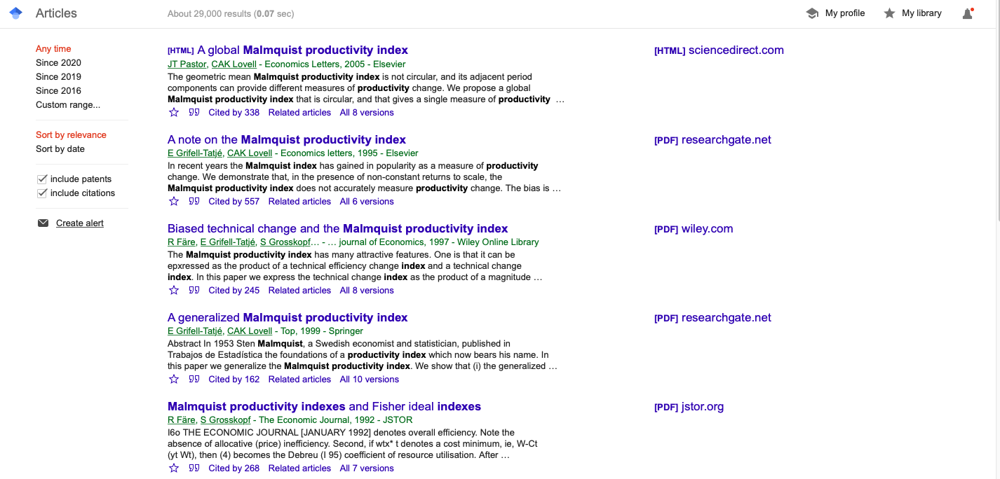 Articles
About 29,000 results (0.07 sec)
My profile
My library
Any time
Since 2020
Since 2019
Since 2016
Custom range...
Sort by relevance
Sort by date
include patents
include citations
Create alert
[HTML] A global Malmquist productivity index
[HTML] sciencedirect.com
JT Pastor, CAK Lovell - Economics Letters, 2005 - Elsevier
The geometric mean Malmquist productivity index is not circular, and its adjacent period
components can provide different measures of productivity change. We propose a global
Malmquist productivity index that is circular, and that gives a single measure of productivity …
Cited by 338 Related articles All 8 versions
A note on the Malmquist productivity index
[PDF] researchgate.net
E Grifell-Tatjé, CAK Lovell - Economics letters, 1995 - Elsevier
In recent years the Malmquist index has gained in popularity as a measure of productivity
change. We demonstrate that, in the presence of non-constant returns to scale, the
Malmquist productivity index does not accurately measure productivity change. The bias is …
Cited by 557 Related articles All 6 versions
Biased technical change and the Malmquist productivity index
[PDF] wiley.com
R Färe, E Grifell-Tatjé, S Grosskopf… - … journal of Economics, 1997 - Wiley Online Library
The Malmquist productivity index has many attractive features. One is that it can be
epxressed as the product of a technical efficiency change index and a technical change
index. In this paper we express the technical change index as the product of a magnitude …
Cited by 245 Related articles All 8 versions
A generalized Malmquist productivity index
[PDF] researchgate.net
E Grifell-Tatjé, CAK Lovell - Top, 1999 - Springer
Abstract In 1953 Sten Malmquist, a Swedish economist and statistician, published in
Trabajos de Estadística the foundations of a productivity index which now bears his name. In
this paper we generalize the Malmquist productivity index. We show that (i) the generalized …
Cited by 162 Related articles All 10 versions
Malmquist productivity indexes and Fisher ideal indexes
[PDF] jstor.org
R Färe, S Grosskopf - The Economic Journal, 1992 - JSTOR
I6o THE ECONOMIC JOURNAL [JANUARY 1992] denotes overall efficiency. Note the
absence of allocative (price) inefficiency. Second, if wtx* t denotes a cost minimum, ie, W-Ct
(yt Wt), then (4) becomes the Debreu (I 95) coefficient of resource utilisation. After …
Cited by 268 Related articles All 7 versions